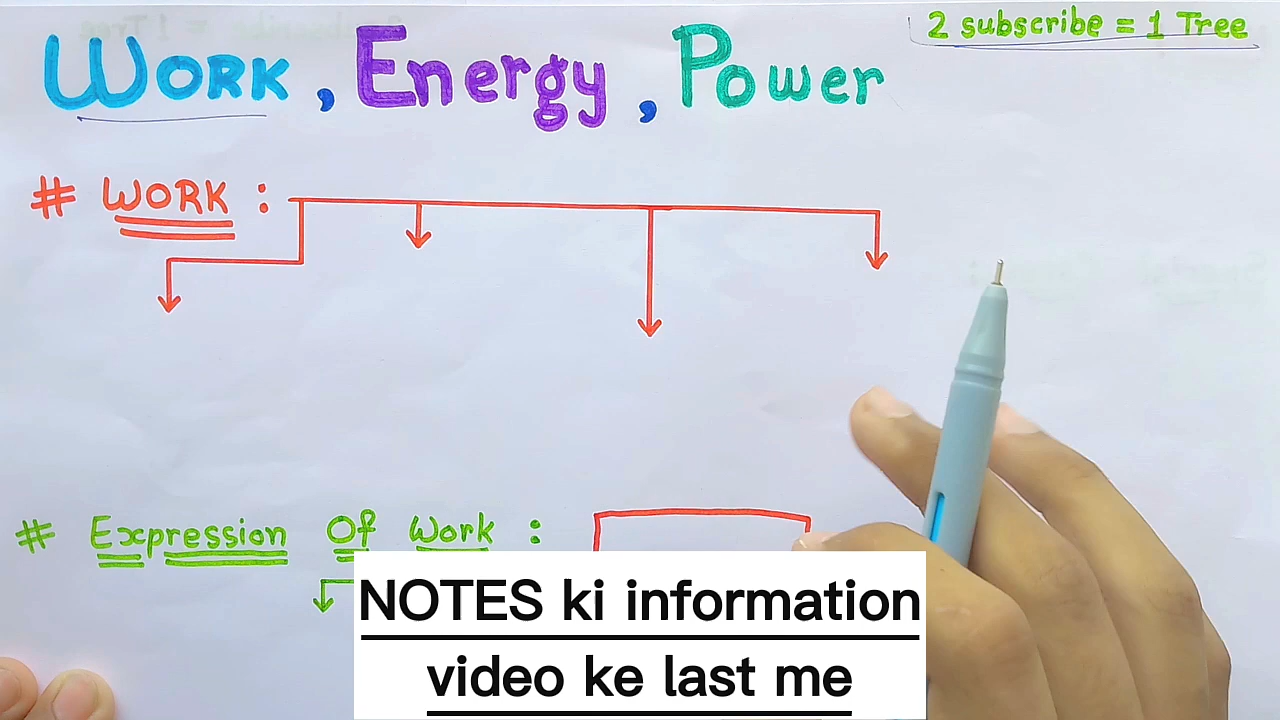 2 subscribe = 1 Tree
Work, Energy, Power
# WORK :
# Expression Of Work :
NOTES ki information
video ke last me